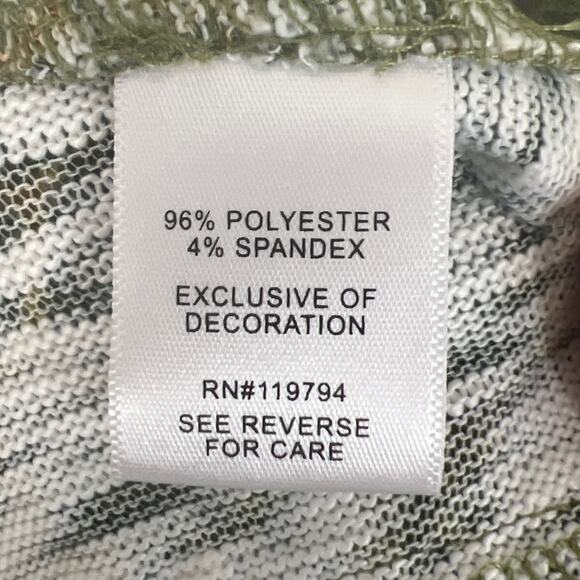 96% POLYESTER
4% SPANDEX
EXCLUSIVE OF
DECORATION
RN#119794
SEE REVERSE
FOR CARE